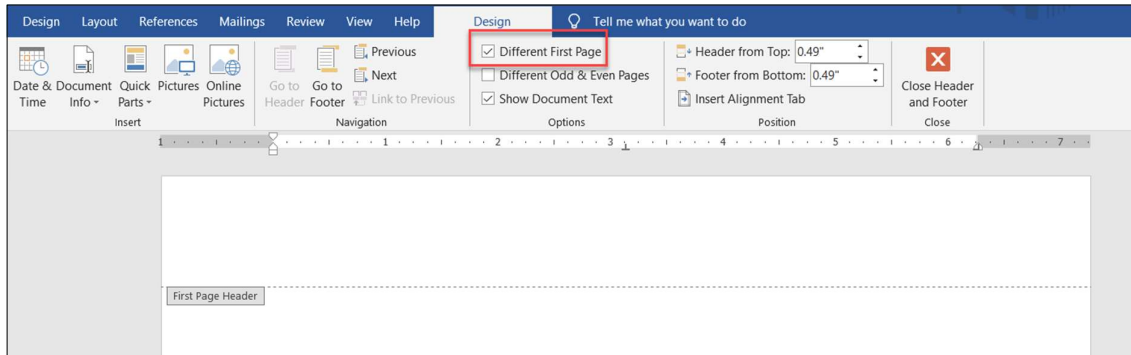 Design Layout References Mailings Review View Help Design Tell me what you want to do
Date & Time
Document Info
Quick Parts
Pictures
Online Pictures
Insert
Go to Header
Go to Footer
Previous
Next
Link to Previous
Navigation
Different First Page
Different Odd & Even Pages
Show Document Text
Options
Header from Top: 0.49"
Footer from Bottom: 0.49"
Insert Alignment Tab
Position
Close Header and Footer
Close
1 1 2 3 4 5 6 7
First Page Header